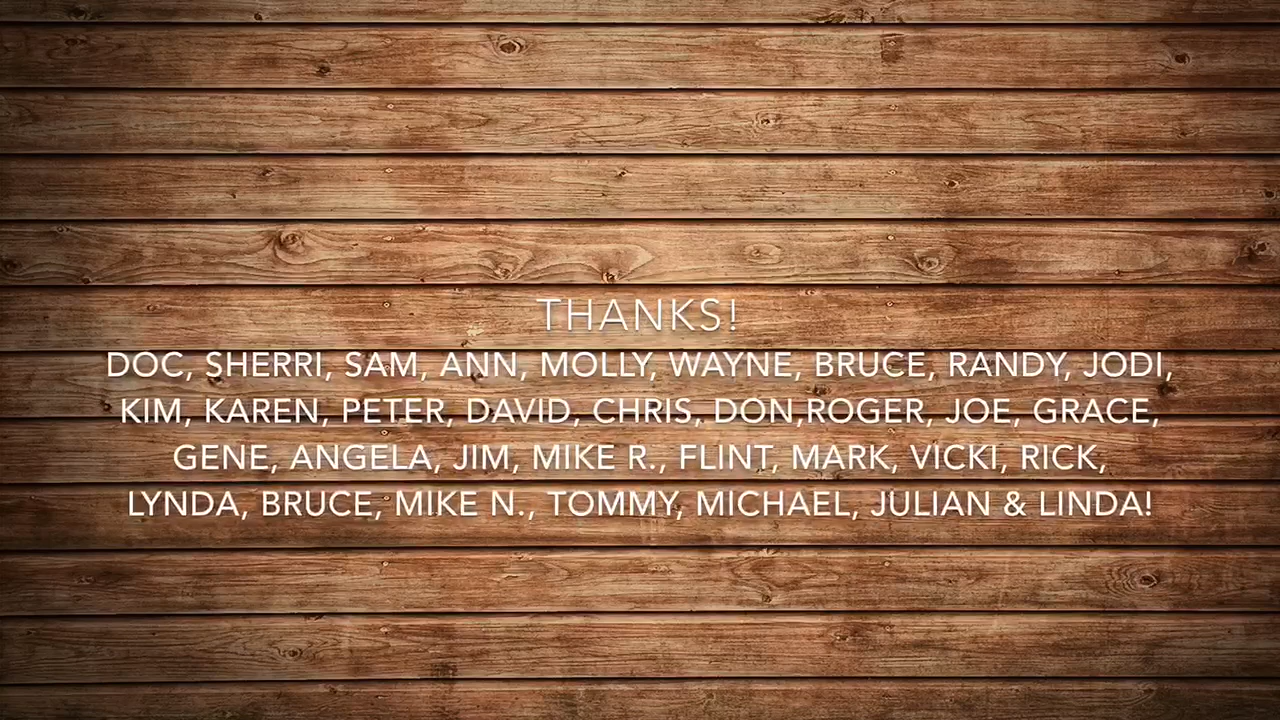 THANKS!
DOC, SHERRI, SAM, ANN, MOLLY, WAYNE, BRUCE, RANDY, JODI,
KIM, KAREN, PETER, DAVID, CHRIS, DON,ROGER, JOE, GRACE,
GENE, ANGELA, JIM, MIKE R., FLINT, MARK, VICKI, RICK,
LYNDA, BRUCE, MIKE N., TOMMY, MICHAEL, JULIAN & LINDA!